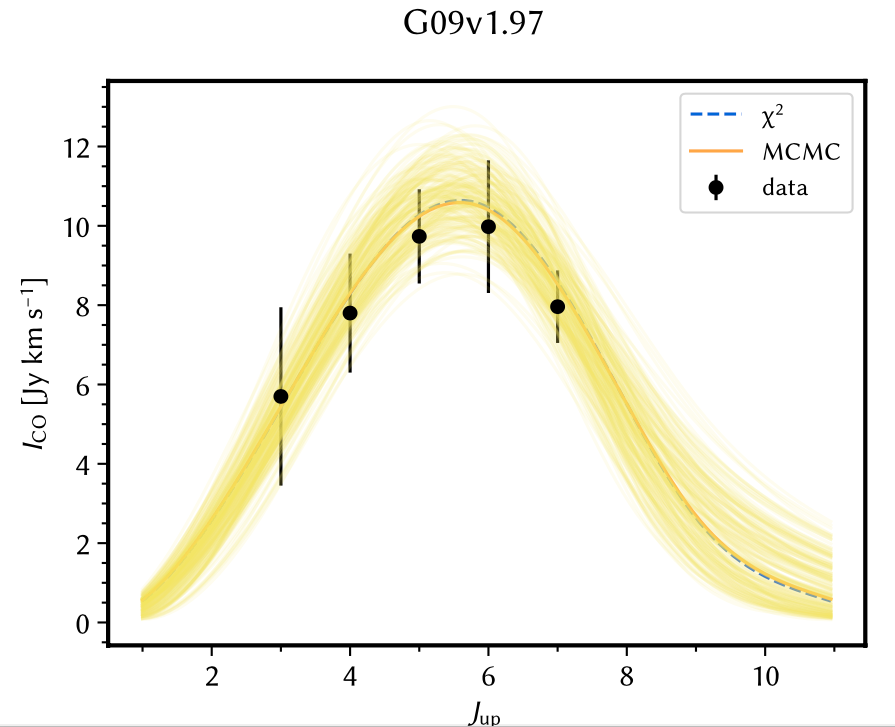 G09v1.97
χ²
MCMC
data
I_CO [Jy km s⁻¹]
12
10
8
6
4
2
0
2 4 6 8 10
J_up